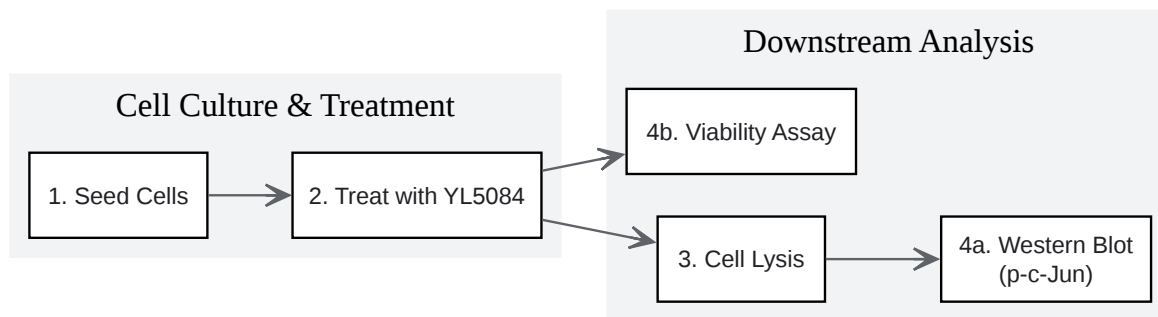 Downstream Analysis
Cell Culture & Treatment
4b. Viability Assay
1. Seed Cells
2. Treat with YL5084
3. Cell Lysis
4a. Western Blot
(p-c-Jun)